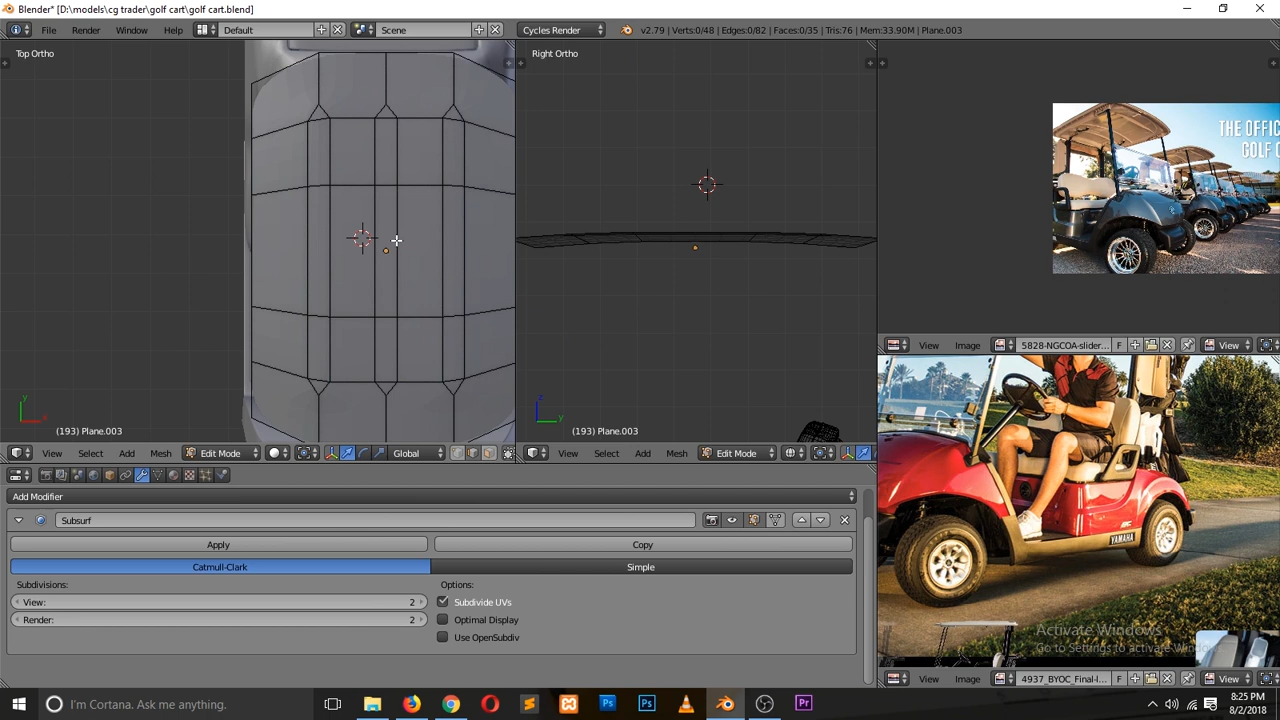 Blender* [D:\models\cg trader\golf cart\golf cart.blend]
File Render Window Help Default Scene Cycles Render v2.79 | Verts:0/48 | Edges:0/82 | Faces:0/35 | Tris:76 | Mem:33.90M | Plane.003
Top Ortho
Right Ortho
THE OFFIC
GOLF C
y
x
z
y
(193) Plane.003
(193) Plane.003
View Image 5828-NGCOA-slider... F View
View Select Add Mesh Edit Mode Global
View Select Add Mesh Edit Mode
Add Modifier
Subsurf
Apply Copy
Catmull-Clark Simple
Subdivisions: Options:
View: 2 Subdivide UVs
Render: 2 Optimal Display
Use OpenSubdiv
YAMAHA
Activate Windows
Go to Settings to activate Windo
View Image 4937_BYOC_Final-l... F View
I'm Cortana. Ask me anything.
8:25 PM
8/2/2018